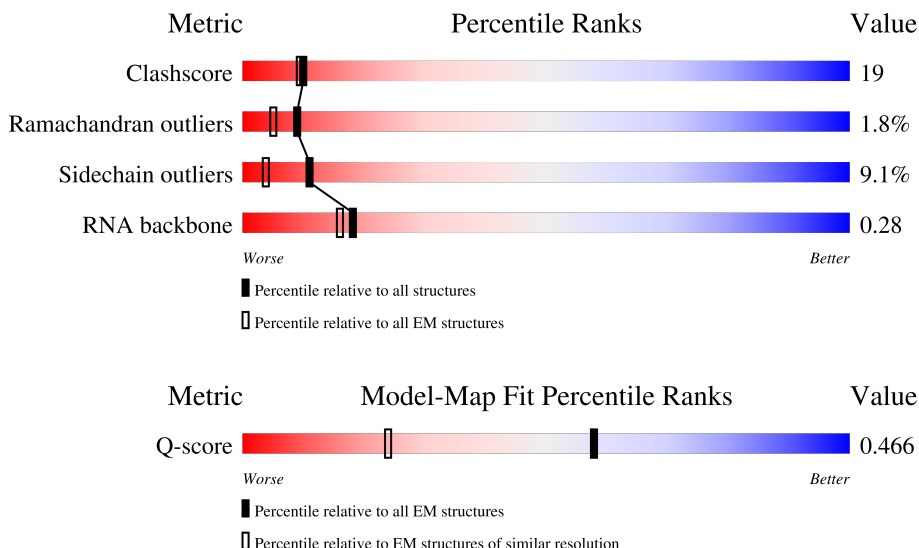 Metric Percentile Ranks Value
Clashscore 19
Ramachandran outliers 1.8%
Sidechain outliers 9.1%
RNA backbone 0.28
Worse Better
Percentile relative to all structures
Percentile relative to all EM structures
Metric Model-Map Fit Percentile Ranks Value
Q-score 0.466
Worse Better
Percentile relative to all EM structures
Percentile relative to EM structures of similar resolution